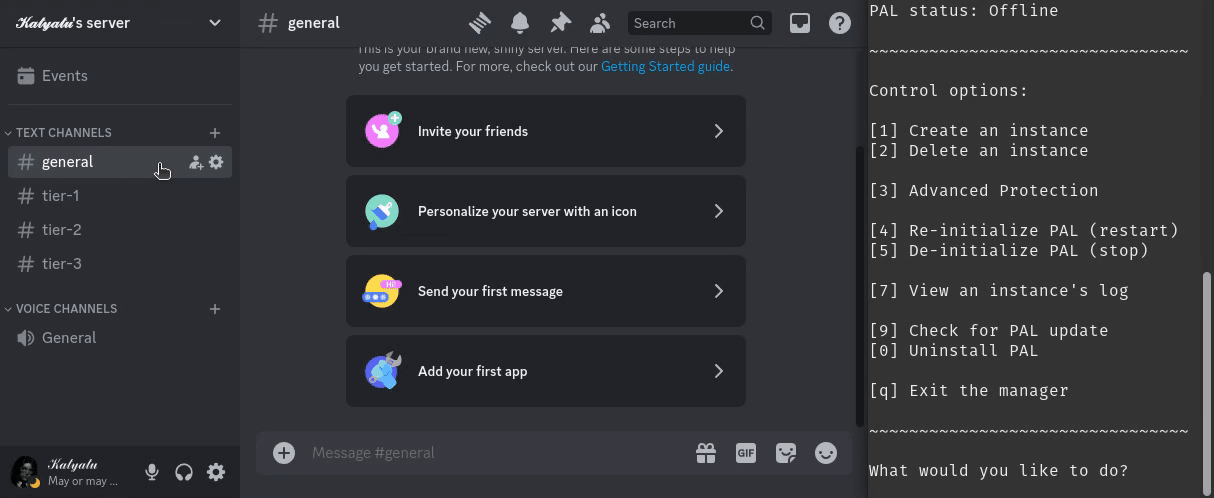 Kalyalu's server
Events
TEXT CHANNELS
general
tier-1
tier-2
tier-3
VOICE CHANNELS
General
Kalyalu
May or may ...
general
Search
This is your brand new, shiny server. Here are some steps to help
you get started. For more, check out our Getting Started guide.
Invite your friends
Personalize your server with an icon
Hi!
Send your first message
Add your first app
Message #general
GIF
PAL status: Offline
~~~~~~~~~~~~~~~~~~~~~~~~~~~~~~~~
Control options:
[1] Create an instance
[2] Delete an instance
[3] Advanced Protection
[4] Re-initialize PAL (restart)
[5] De-initialize PAL (stop)
[7] View an instance's log
[9] Check for PAL update
[0] Uninstall PAL
[q] Exit the manager
~~~~~~~~~~~~~~~~~~~~~~~~~~~~~~~~
What would you like to do?